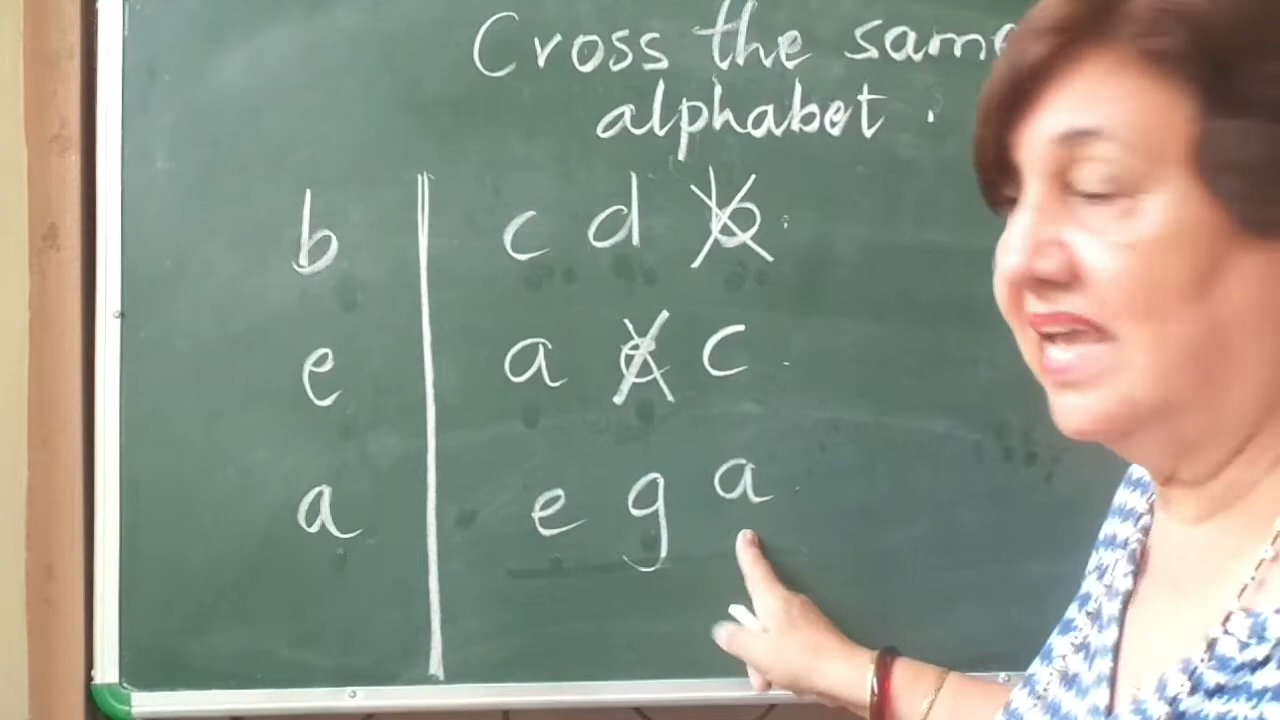 Cross the same
alphabet.
b c d b
e a e c
a e g a